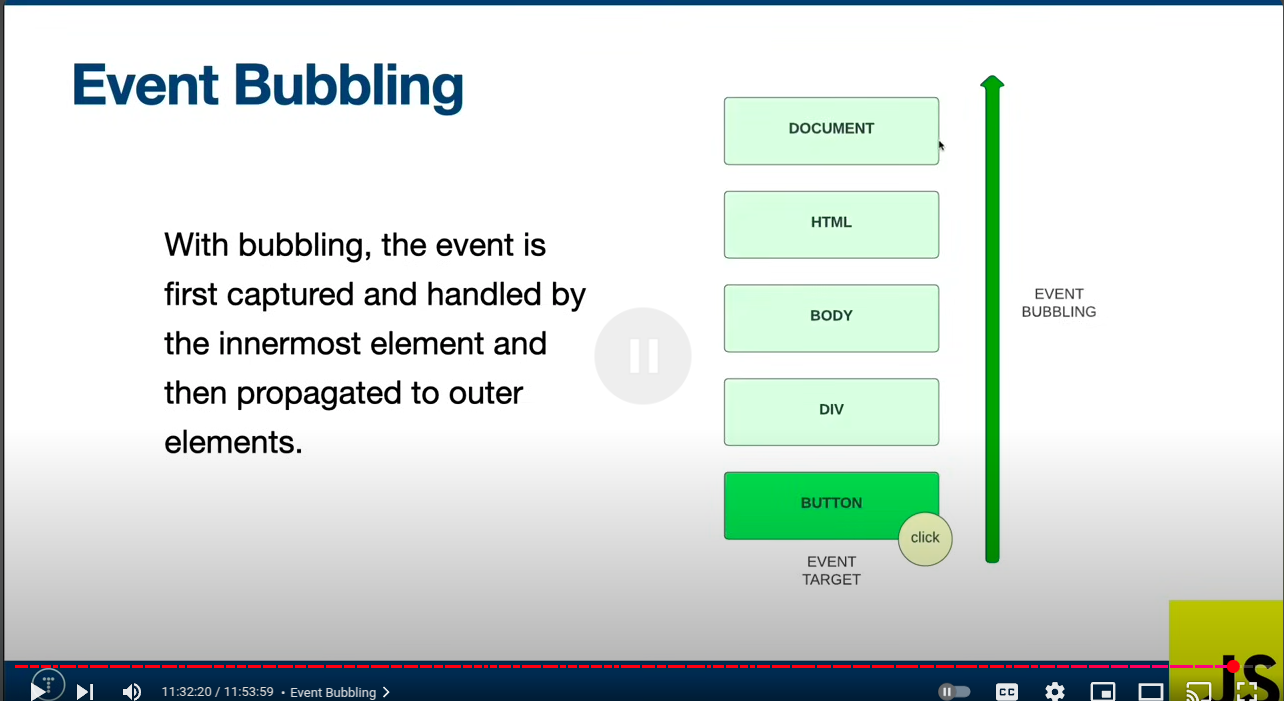 Event Bubbling
With bubbling, the event is
first captured and handled by
the innermost element and
then propagated to outer
elements.
DOCUMENT
HTML
BODY
DIV
BUTTON
click
EVENT
TARGET
EVENT
BUBBLING
JS
11:32:20 / 11:53:59 • Event Bubbling
CC